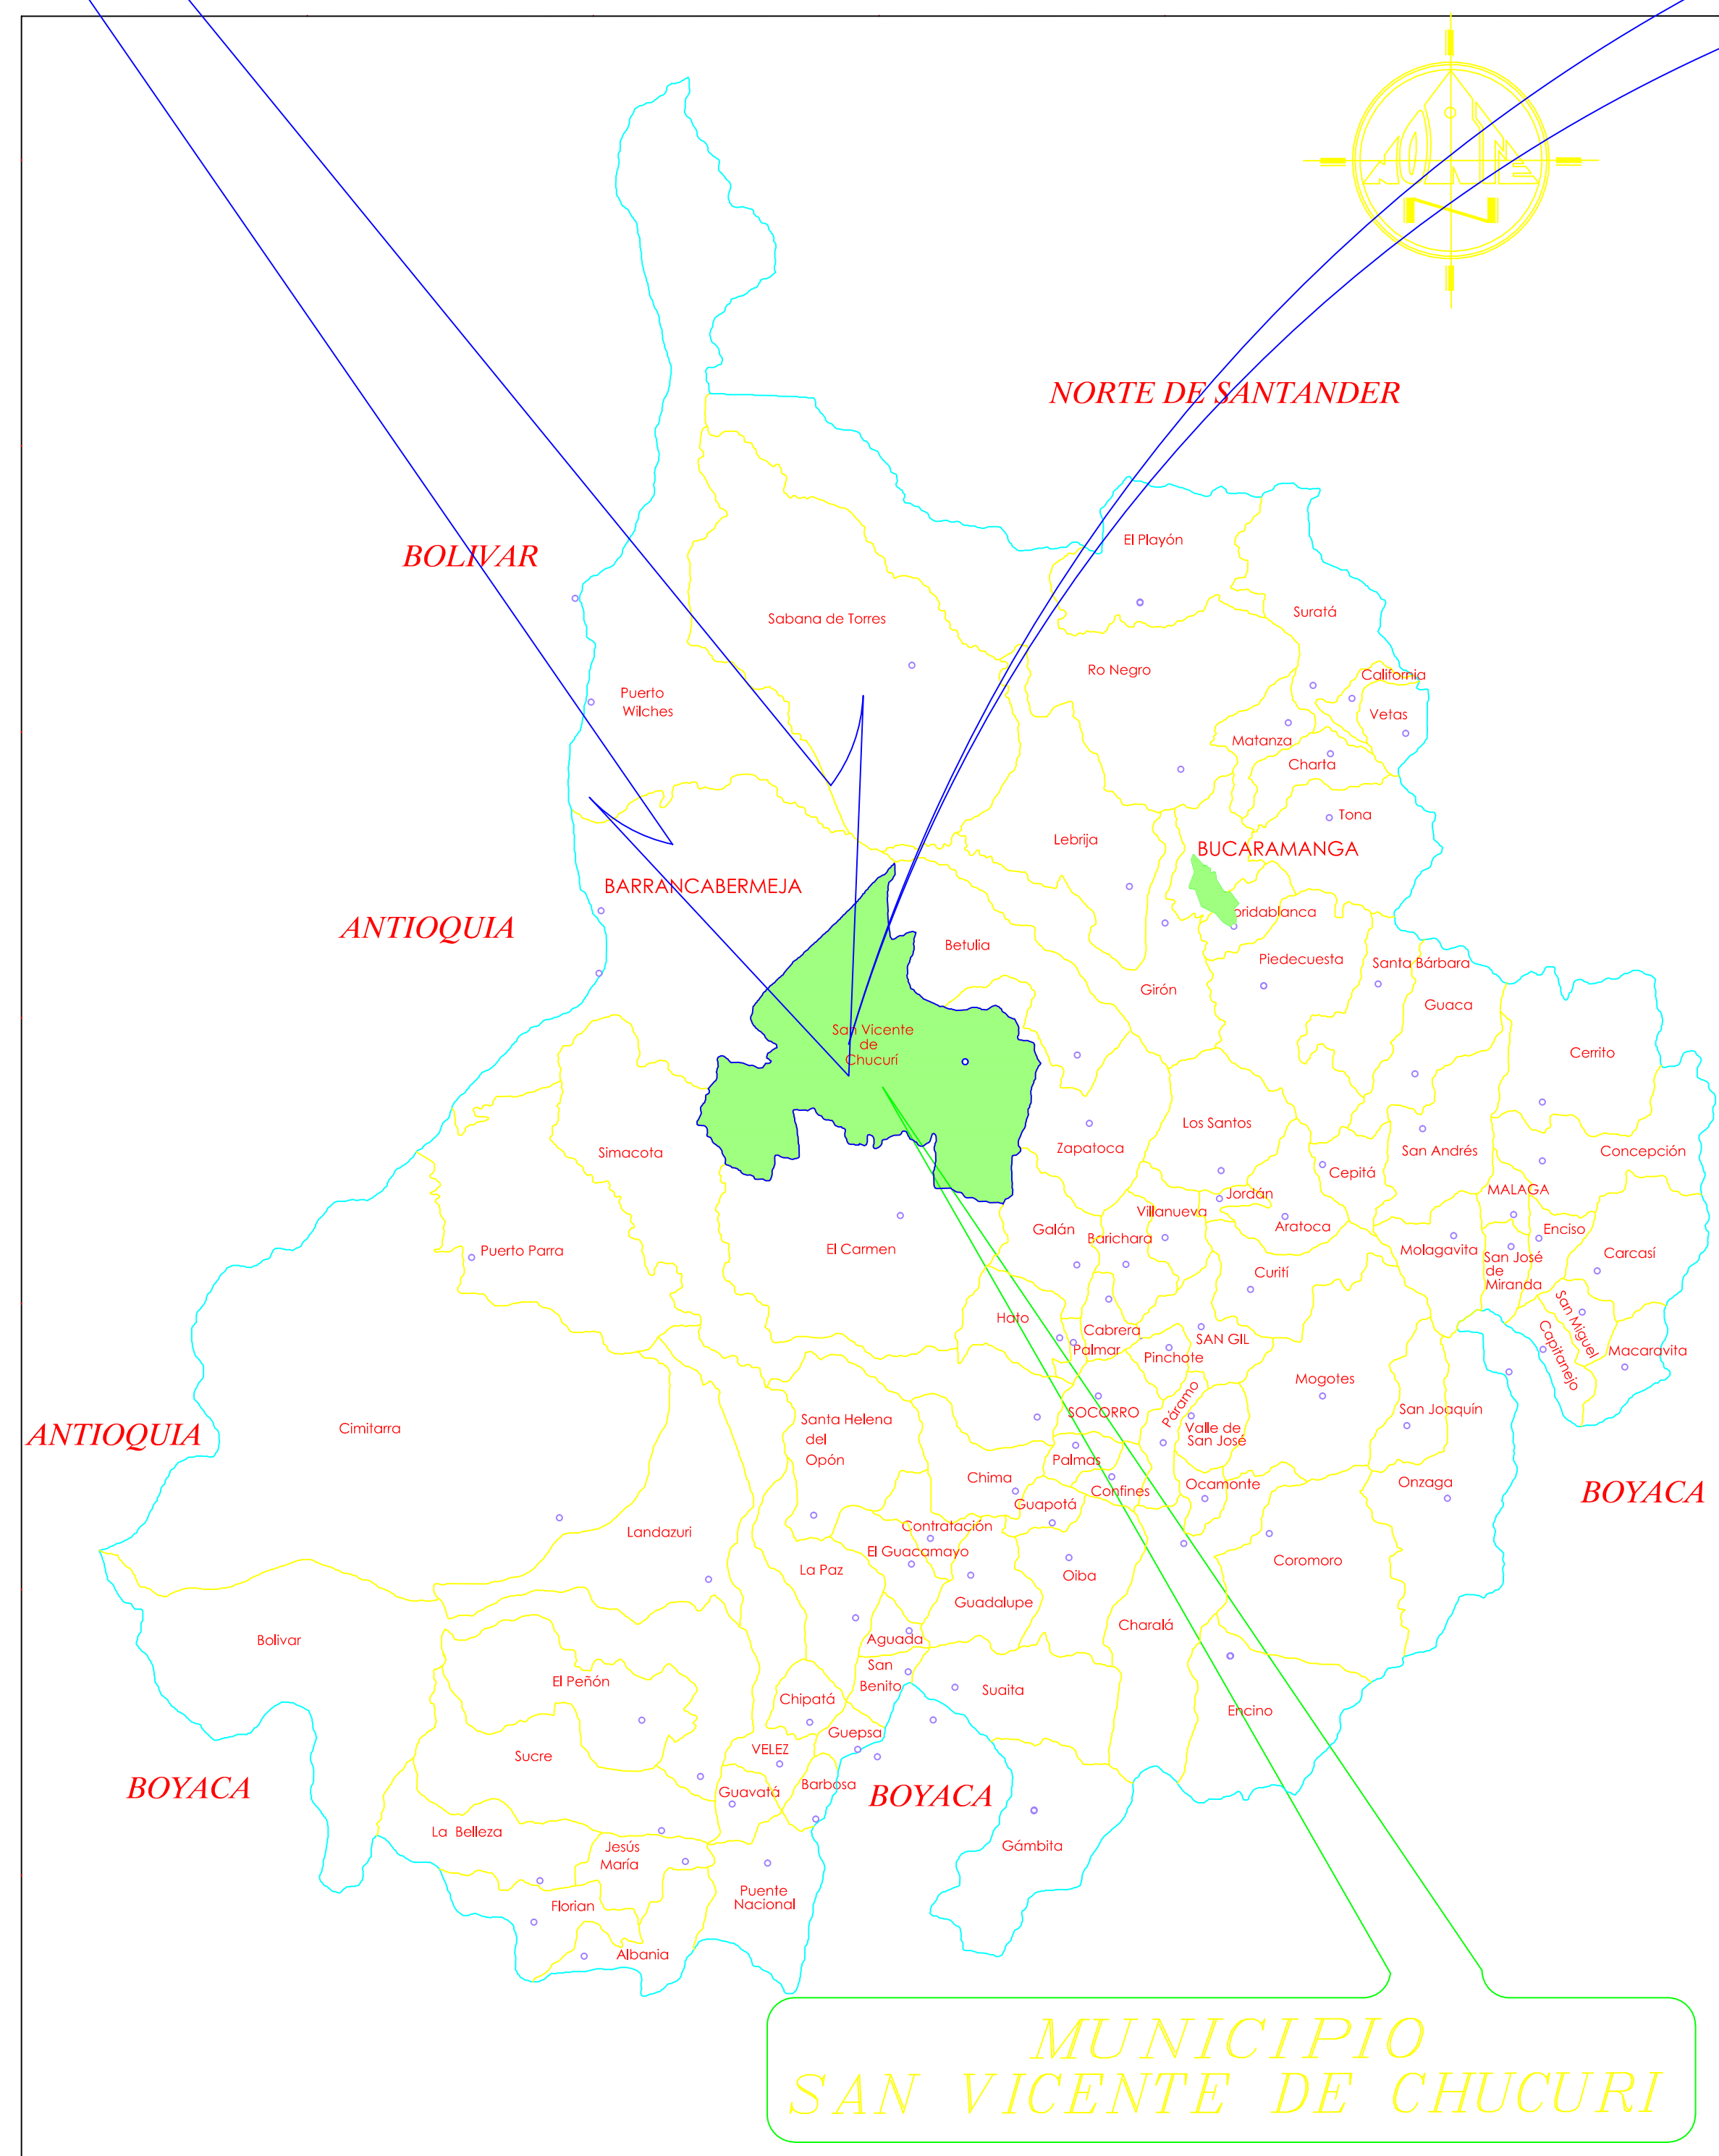 NORTE DE SANTANDER
El Playón
BOLIVAR
Suratá
Sabana de Torres
Ro Negro
California
Puerto
Wilches
Vetas
Matanza
Charta
Tona
Lebrija
BUCARAMANGA
BARRANCABERMEJA
oridablanca
ANTIOQUIA
Betulia
Piedecuesta
Santa Bárbara
Girón
Guaca
San Vicente
de
Chucurí
Cerrito
Los Santos
Zapatoca
Simacota
San Andrés
Concepción
Cepitá
MALAGA
Jordán
Villanueva
Aratoca
Galán
Barichara
Enciso
El Carmen
Puerto Parra
Molagavita
San José
de
Miranda
Carcasí
Curití
San Miguel
Hato
Cabrera
SAN GIL
Palmar
Pinchote
Capitanejo
Macaravita
Mogotes
Páramo
San Joaquín
SOCORRO
Santa Helena
del
Opón
Valle de
San José
ANTIOQUIA
Cimitarra
Palmas
Chima
Confines
Ocamonte
Onzaga
BOYACA
Guapotá
Contratación
Landazuri
El Guacamayo
Coromoro
La Paz
Oiba
Guadalupe
Charalá
Bolivar
Aguada
San
Benito
El Peñón
Suaita
Chipatá
Encino
Guepsa
VELEZ
Sucre
Barbosa
BOYACA
Guavatá
BOYACA
La Belleza
Jesús
María
Gámbita
Puente
Nacional
Florian
Albania
N
MUNICIPIO
SAN VICENTE DE CHUCURI